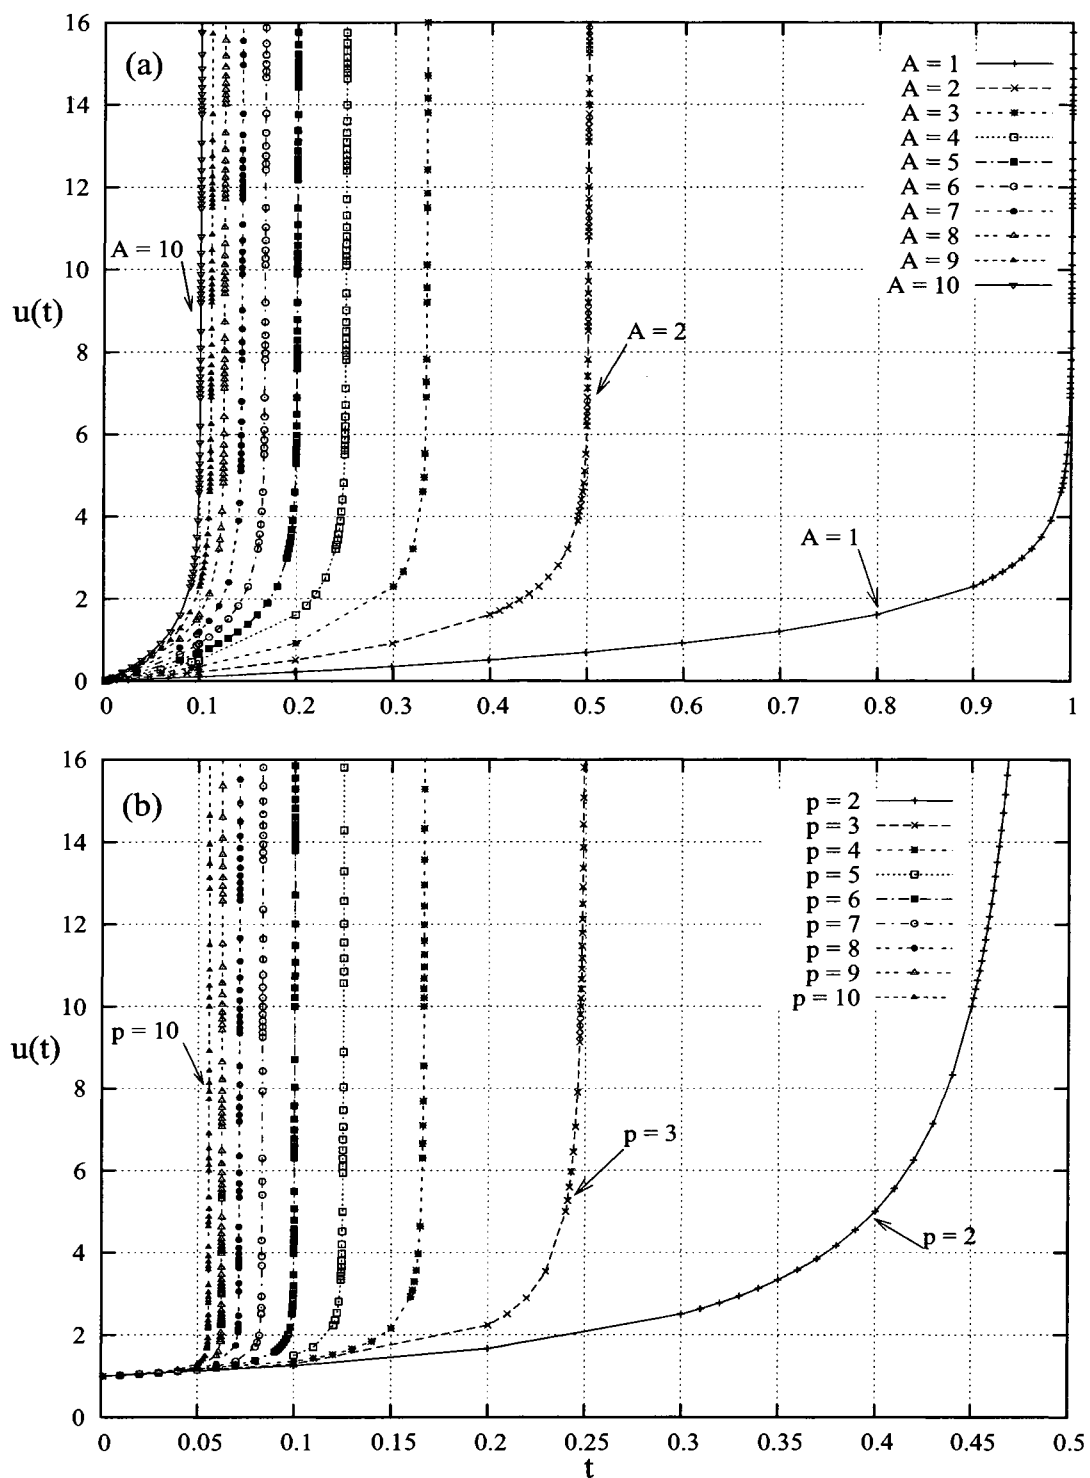 16
(a)
A = 1
A = 2
A = 3
A = 4
A = 5
A = 6
A = 7
A = 8
A = 9
A = 10
14
12
A = 10
10
u(t)
8
A = 2
6
4
A = 1
2
0
0 0.1 0.2 0.3 0.4 0.5 0.6 0.7 0.8 0.9 1
16
(b)
p = 2
p = 3
p = 4
p = 5
p = 6
p = 7
p = 8
p = 9
p = 10
14
12
10
p = 10
u(t)
8
p = 3
6
4
p = 2
2
0
0 0.05 0.1 0.15 0.2 0.25 0.3 0.35 0.4 0.45 0.5
t